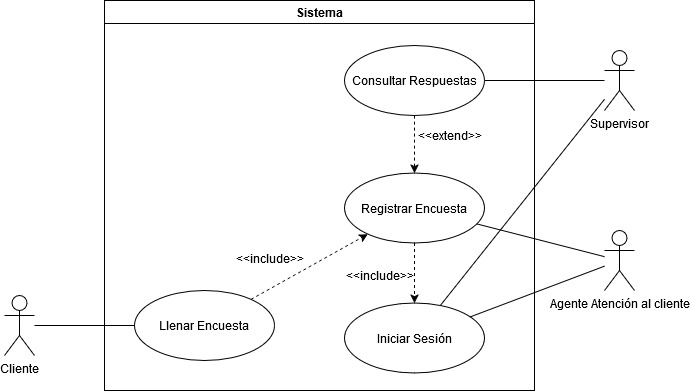 Sistema
Consultar Respuestas
Supervisor
<<extend>>
Registrar Encuesta
<<include>>
<<include>>
Agente Atención al cliente
Llenar Encuesta
Iniciar Sesión
Cliente